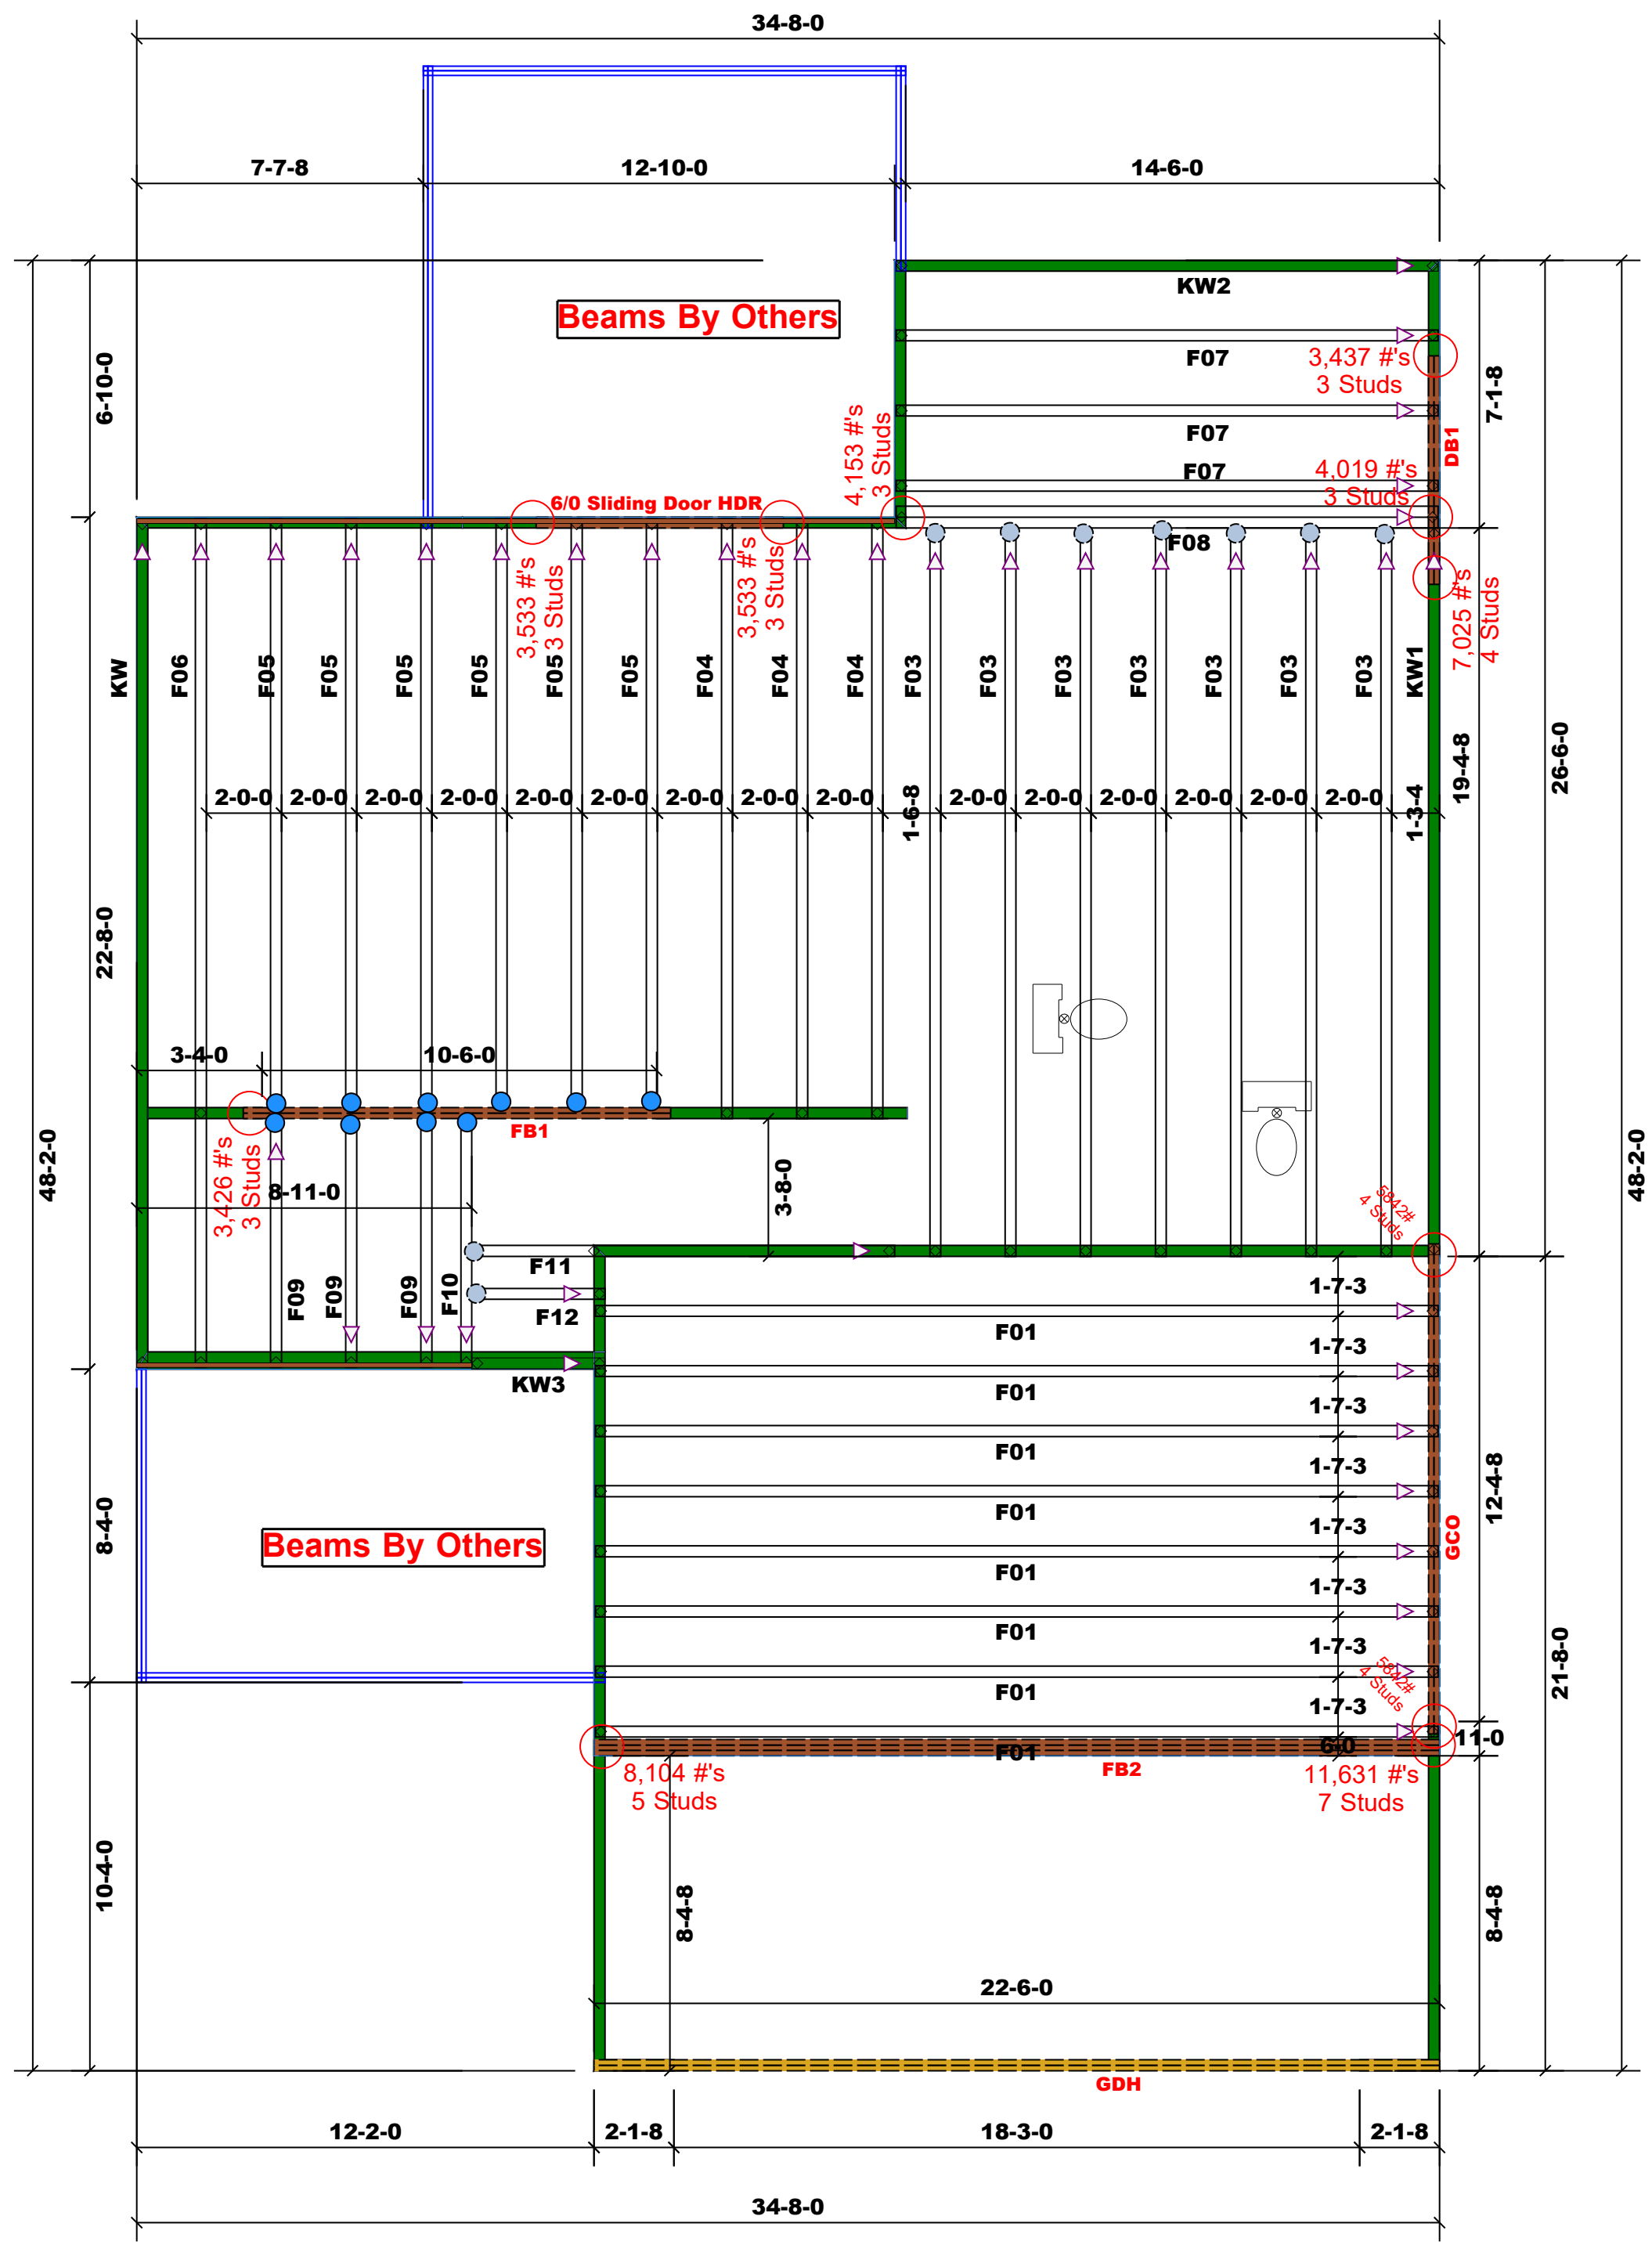 34-8-0
7-7-8
12-10-0
14-6-0
KW2
Beams By Others
F07
3,437 #'s
3 Studs
6-10-0
7-1-8
F07
DB1
4,153 #'s
3 Studs
F07
4,019 #'s
3 Studs
6/0 Sliding Door HDR
F08
3,533 #'s
3 Studs
3,533 #'s
3 Studs
7,025 #'s
4 Studs
KW
F06
F05
F05
F05
F05
F05
F05
F04
F04
F04
F03
F03
F03
F03
F03
F03
F03
KW1
19-4-8
26-6-0
2-0-0
2-0-0
2-0-0
2-0-0
2-0-0
2-0-0
2-0-0
2-0-0
2-0-0
1-6-8
2-0-0
2-0-0
2-0-0
2-0-0
2-0-0
2-0-0
1-3-4
22-8-0
3-4-0
10-6-0
FB1
48-2-0
48-2-0
3,426 #'s
3 Studs
8-11-0
3-8-0
5842#
4 Studs
F11
F12
F09
F09
F09
F10
KW3
1-7-3
F01
1-7-3
F01
1-7-3
F01
1-7-3
F01
1-7-3
F01
1-7-3
F01
1-7-3
F01
1-7-3
F01
12-4-8
GCO
8-4-0
Beams By Others
21-8-0
5842#
4 Studs
6-0
11-0
FB2
8,104 #'s
5 Studs
11,631 #'s
7 Studs
10-4-0
8-4-8
8-4-8
22-6-0
GDH
12-2-0
2-1-8
18-3-0
2-1-8
34-8-0